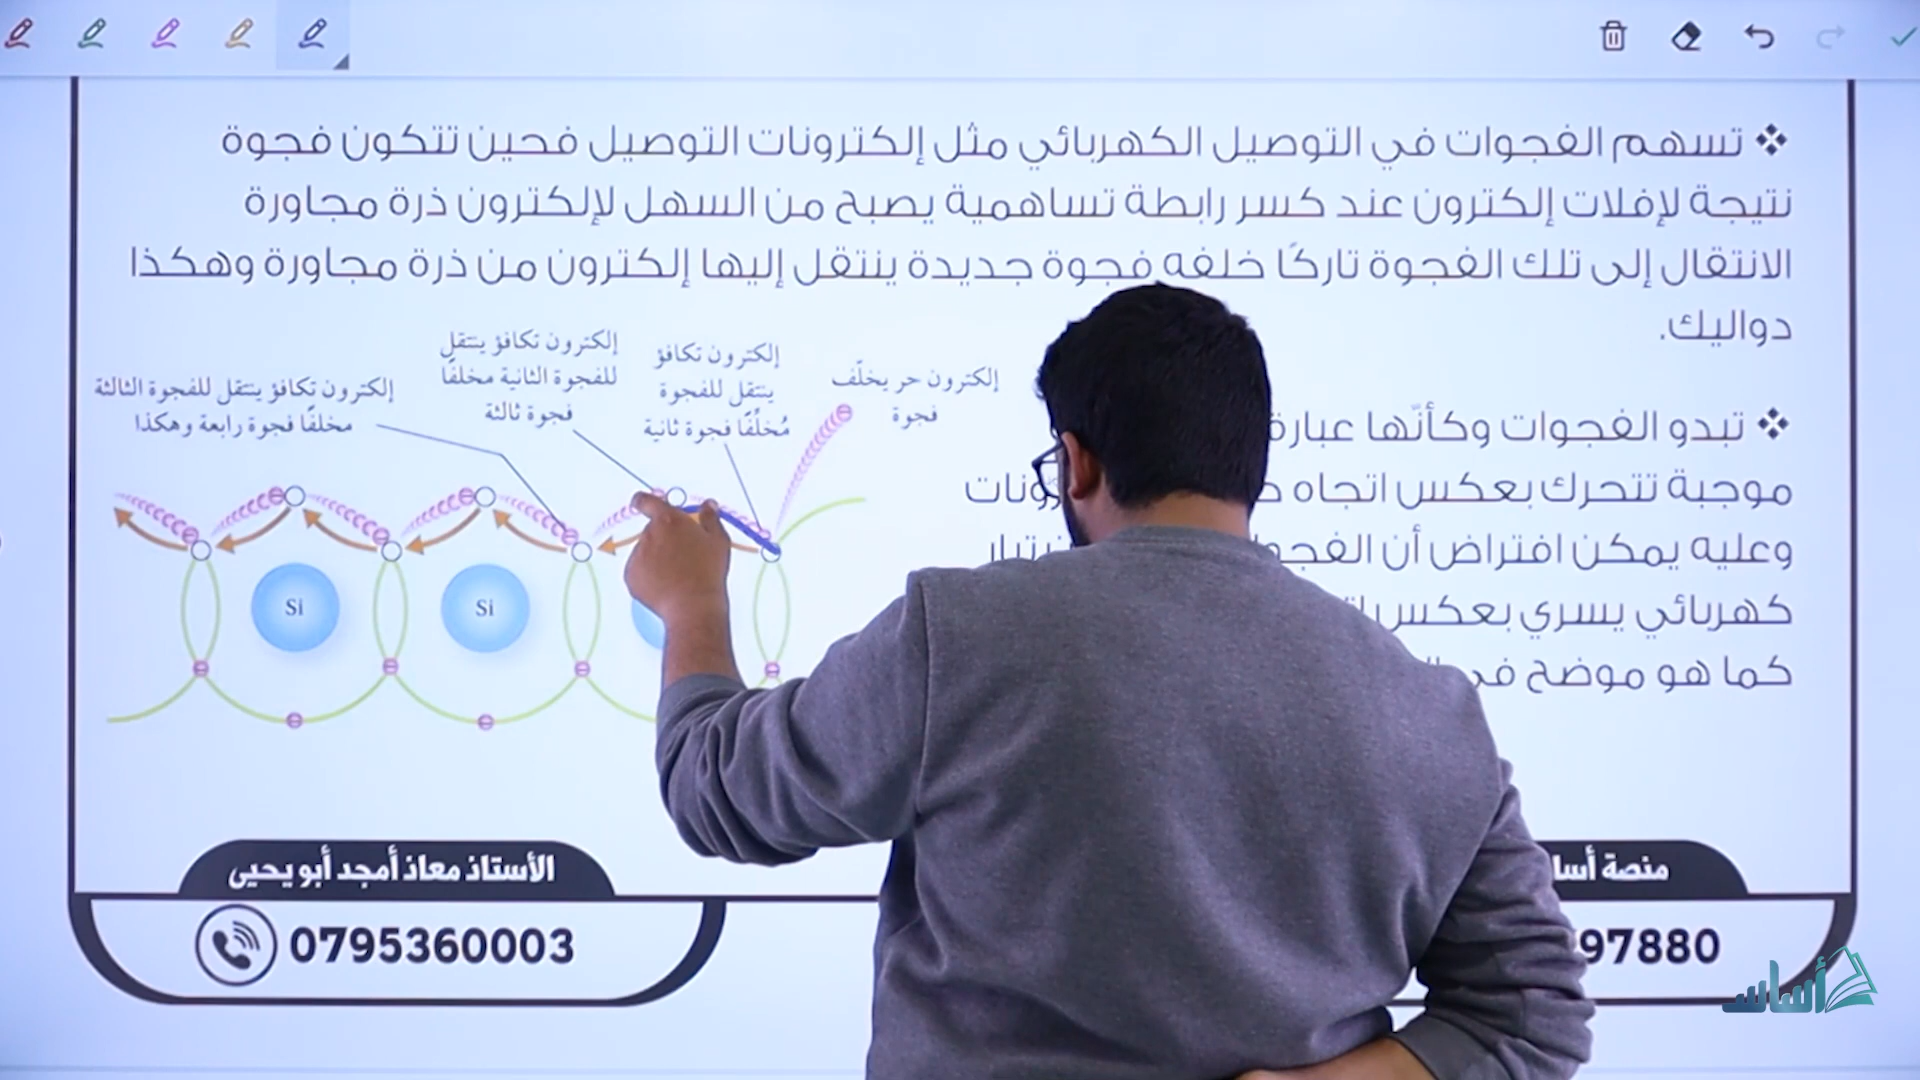 ❖ تسهم الفجوات في التوصيل الكهربائي مثل إلكترونات التوصيل فحين تتكون فجوة
نتيجة لإفلات إلكترون عند كسر رابطة تساهمية يصبح من السهل لإلكترون ذرة مجاورة
الانتقال إلى تلك الفجوة تاركًا خلفه فجوة جديدة ينتقل إليها إلكترون من ذرة مجاورة وهكذا
دواليك.
❖ تبدو الفجوات وكأنّها عبارة
موجبة تتحرك بعكس اتجاه
وعليه يمكن افتراض أن
كهربائي يسري بعكس
كما هو موضح
إلكترون حر يخلّف
فجوة
إلكترون تكافؤ
ينتقل للفجوة
مُخلِّفًا فجوة ثانية
إلكترون تكافؤ ينتقل
للفجوة الثانية مخلفًا
فجوة ثالثة
إلكترون تكافؤ ينتقل للفجوة الثالثة
مخلفًا فجوة رابعة وهكذا
Si
Si
منصة
97880
الأستاذ معاذ أمجد أبو يحيى
0795360003
أساس